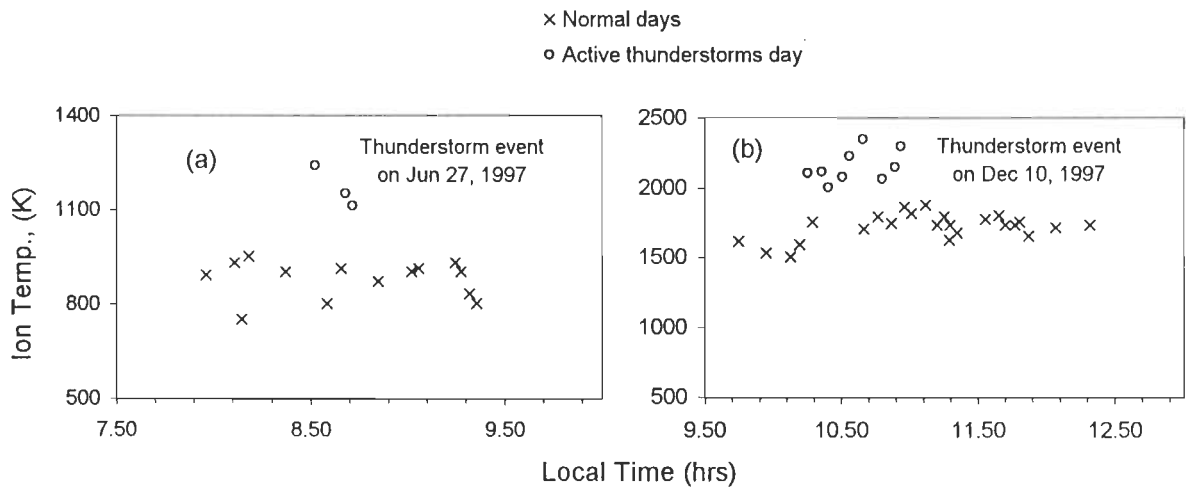 × Normal days
o Active thunderstorms day
Ion Temp., (K)
1400
1100
800
500
(a)
Thunderstorm event
on Jun 27, 1997
7.50
8.50
9.50
2500
2000
1500
1000
500
(b)
Thunderstorm event
on Dec 10, 1997
9.50
10.50
11.50
12.50
Local Time (hrs)